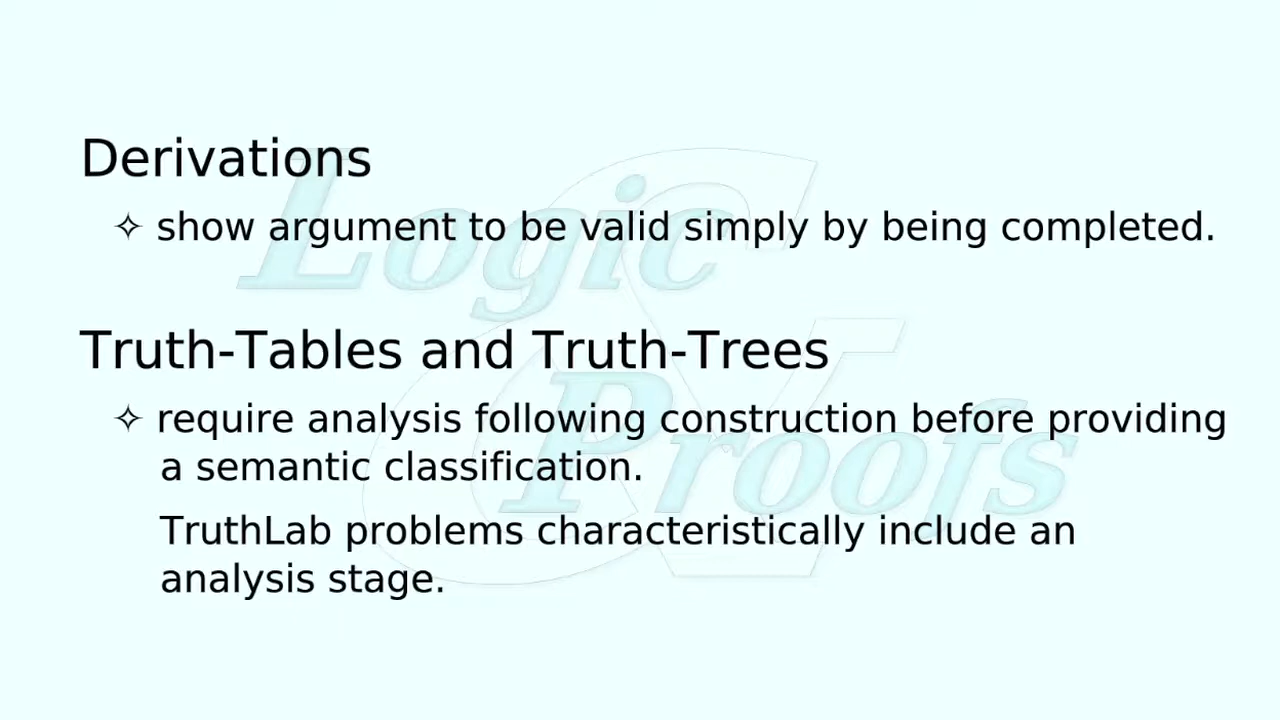 Derivations
✧ show argument to be valid simply by being completed.
Truth-Tables and Truth-Trees
✧ require analysis following construction before providing
a semantic classification.
TruthLab problems characteristically include an
analysis stage.
Logic
&
Proofs